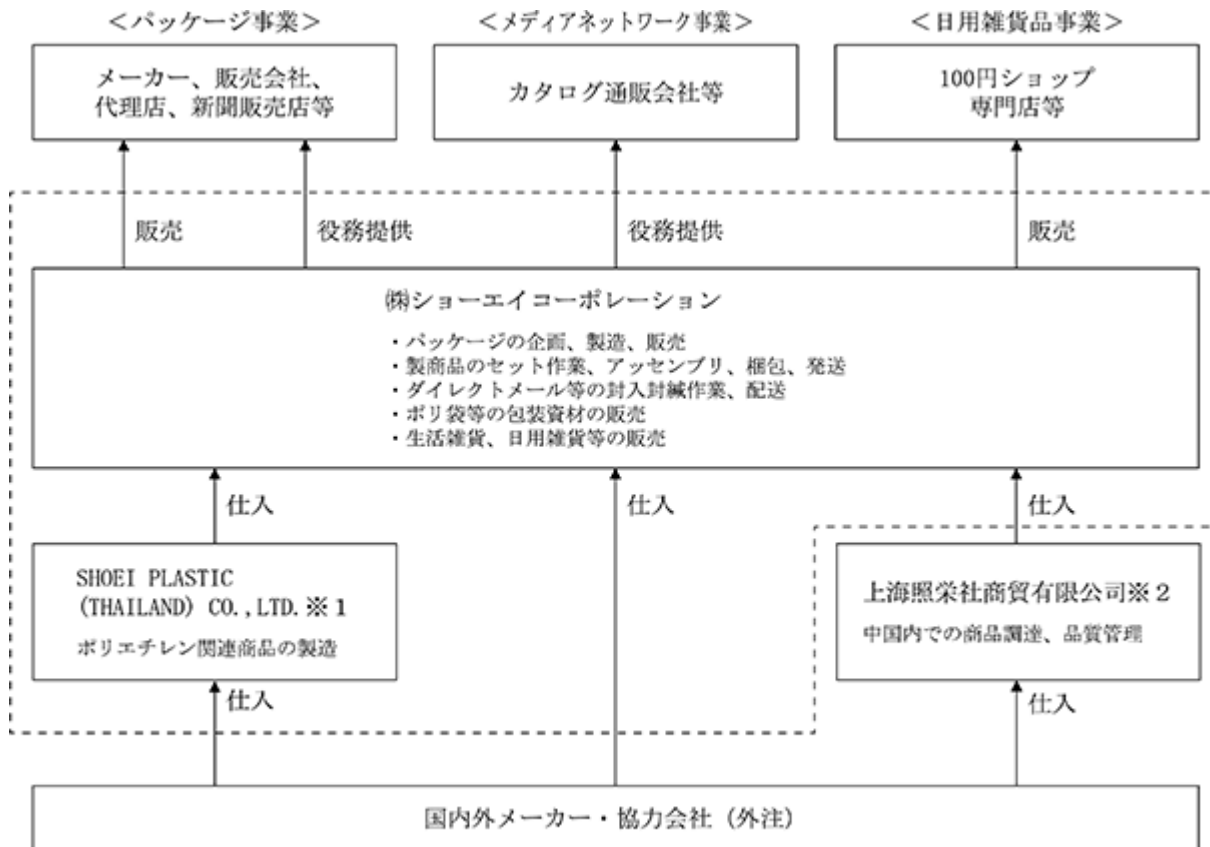 ＜パッケージ事業＞
＜メディアネットワーク事業＞
＜日用雑貨品事業＞
メーカー、販売会社、
代理店、新聞販売店等
カタログ通販会社等
100円ショップ
専門店等
販売
役務提供
役務提供
販売
㈱ショーエイコーポレーション
・パッケージの企画、製造、販売
・製商品のセット作業、アッセンブリ、梱包、発送
・ダイレクトメール等の封入封緘作業、配送
・ポリ袋等の包装資材の販売
・生活雑貨、日用雑貨等の販売
仕入
仕入
仕入
SHOEI PLASTIC
(THAILAND) CO.,LTD.※１
ポリエチレン関連商品の製造
上海照栄社商貿有限公司※２
中国内での商品調達、品質管理
仕入
仕入
国内外メーカー・協力会社（外注）